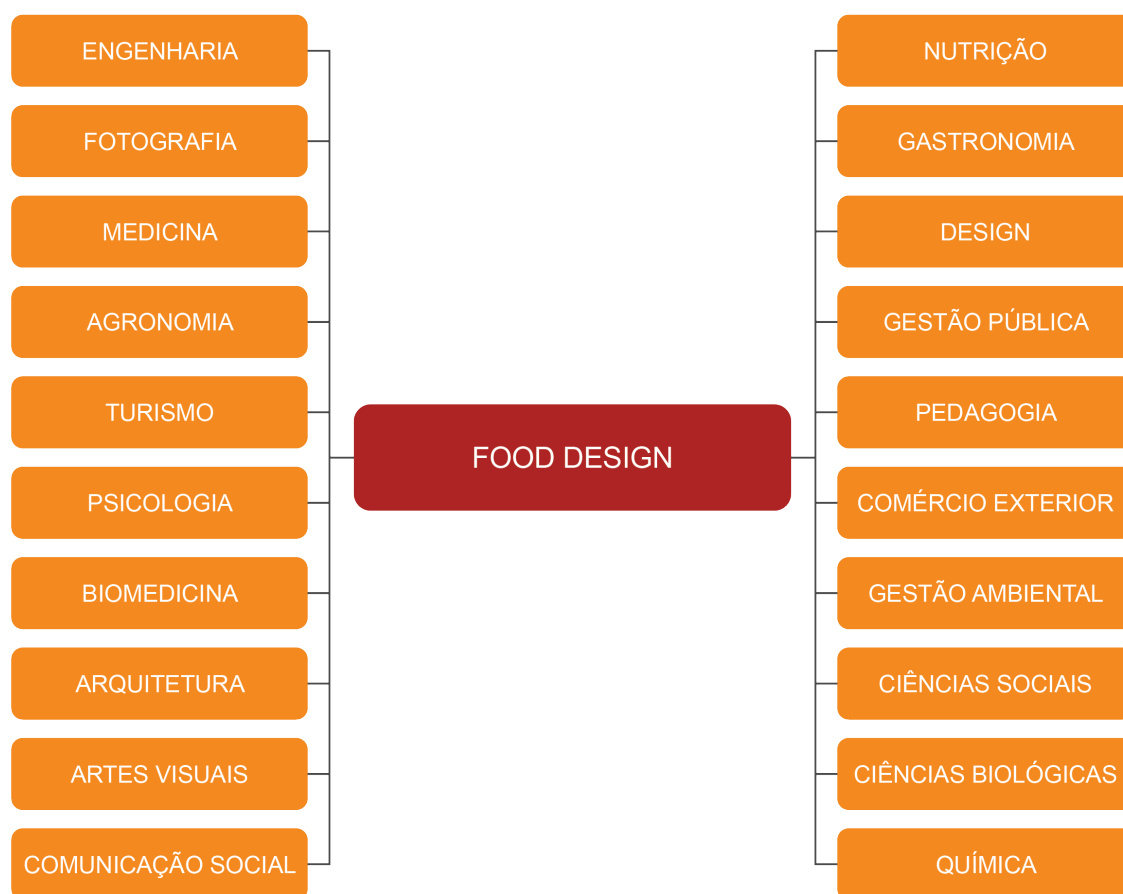 ENGENHARIA
FOTOGRAFIA
MEDICINA
AGRONOMIA
TURISMO
PSICOLOGIA
BIOMEDICINA
ARQUITETURA
ARTES VISUAIS
COMUNICAÇÃO SOCIAL
FOOD DESIGN
NUTRIÇÃO
GASTRONOMIA
DESIGN
GESTÃO PÚBLICA
PEDAGOGIA
COMÉRCIO EXTERIOR
GESTÃO AMBIENTAL
CIÊNCIAS SOCIAIS
CIÊNCIAS BIOLÓGICAS
QUÍMICA